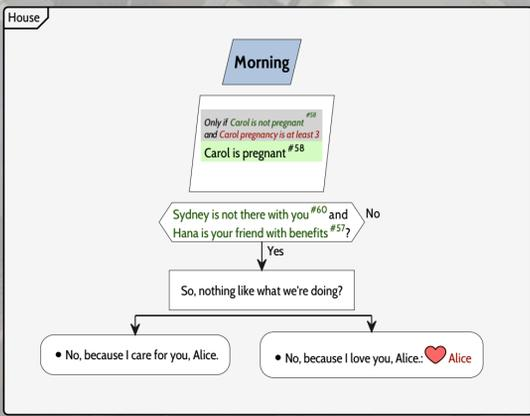 House
Morning
Only if Carol is not pregnant #58
and Carol pregnancy is at least 3
Carol is pregnant #58
Sydney is not there with you #60 and
Hana is your friend with benefits #57?
No
Yes
So, nothing like what we're doing?
• No, because I care for you, Alice.
• No, because I love you, Alice.: Alice